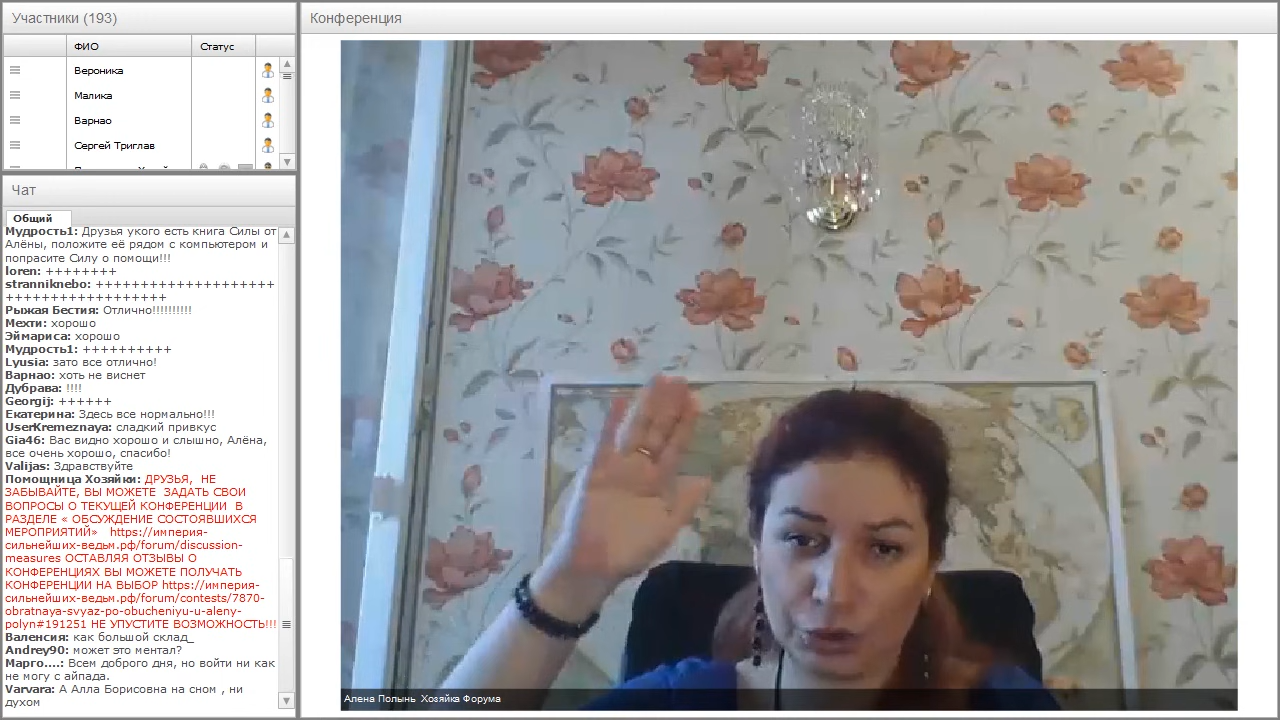 Участники (193)
Конференция
ФИО
Статус
Вероника
Малика
Варнао
Сергей Триглав
Чат
Общий
Мудрость1: Друзья, у кого есть книга Силы от
Алены, положите рядом с компьютером и
попросите Силу о помощи!!!
loren: ++++++++
strannoenebo: ++++++++++++++++++++
++++++++++++++++++
Рыжая Бестия: Отлично!!!!!!!!!!
Мехти: хорошо
Эймариса: хорошо
Мудрость1: ++++++++++
Lyusia: зато все отлично!
Варнао: хоть не виснет
Дубрава: !!!!
Georgij: ++++++
Екатерина: Здесь все нормально!!!
UserKremeznaya: сладкий привкус
Gia46: Вас видно хорошо и слышно, Алёна,
все очень хорошо, спасибо!
Valijas: Здравствуйте
Помощница Хозяйки: ДРУЗЬЯ, НЕ
ЗАБЫВАЙТЕ, ВЫ МОЖЕТЕ ЗАДАТЬ СВОИ
ВОПРОСЫ О ТЕКУЩЕЙ КОНФЕРЕНЦИИ В
РАЗДЕЛЕ « ОБСУЖДЕНИЕ СОСТОЯВШИХСЯ
МЕРОПРИЯТИЙ» https://империя-
сильнейших-ведьм.рф/forum/discussion-
measures ОСТАВЛЯЯ ОТЗЫВЫ О
КОНФЕРЕНЦИЯХ ВЫ МОЖЕТЕ ПОЛУЧАТЬ
КОНФЕРЕНЦИИ НА ВЫБОР https://империя-
сильнейших-ведьм.рф/forum/contests/7870-
obratnaya-svyaz-po-obucheniyu-u-aleny-
polyn#191251 НЕ УПУСТИТЕ ВОЗМОЖНОСТЬ!!!
Валенсия: как большой склад_
Andrey90: может ментал?
Марго....: Всем доброго дня, но войти ни как
не могу сейчас.
Varvara: А Алла Борисовна на сном , ни
духом
Алена Полынь Хозяйка Форума